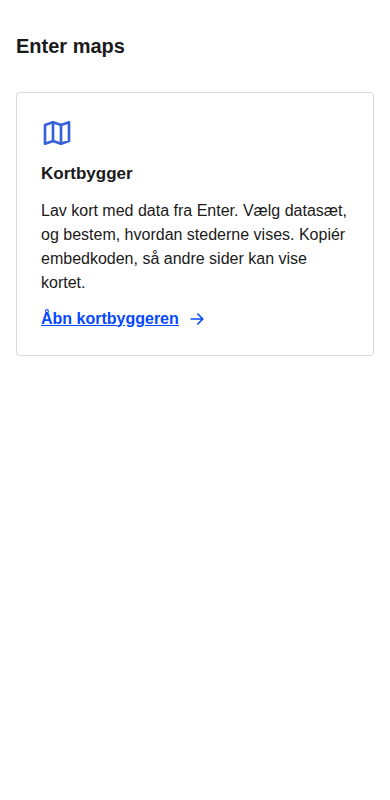 Enter maps
Kortbygger
Lav kort med data fra Enter. Vælg datasæt,
og bestem, hvordan stederne vises. Kopiér
embedkoden, så andre sider kan vise
kortet.
Åbn kortbyggeren